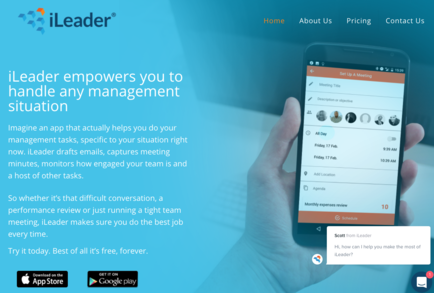 iLeader
Home About Us Pricing Contact Us
iLeader empowers you to
handle any management
situation
Imagine an app that actually helps you do your
management tasks, specific to your situation right
now. iLeader drafts emails, captures meeting
minutes, monitors how engaged your team is and
a host of other tasks.
So whether it's that difficult conversation, a
performance review or just running a tight team
meeting, iLeader makes sure you do the best job
every time.
Try it today. Best of all it's free, forever.
Download on the
App Store
GET IT ON
Google play
Set Up a Meeting
Meeting Title
All Day
Friday, 17 Feb.
Friday, 17 Feb.
Add Location
Agenda
Monthly expenses review
10
Scott from iLeader
Hi, how can I help you make the most of
iLeader?